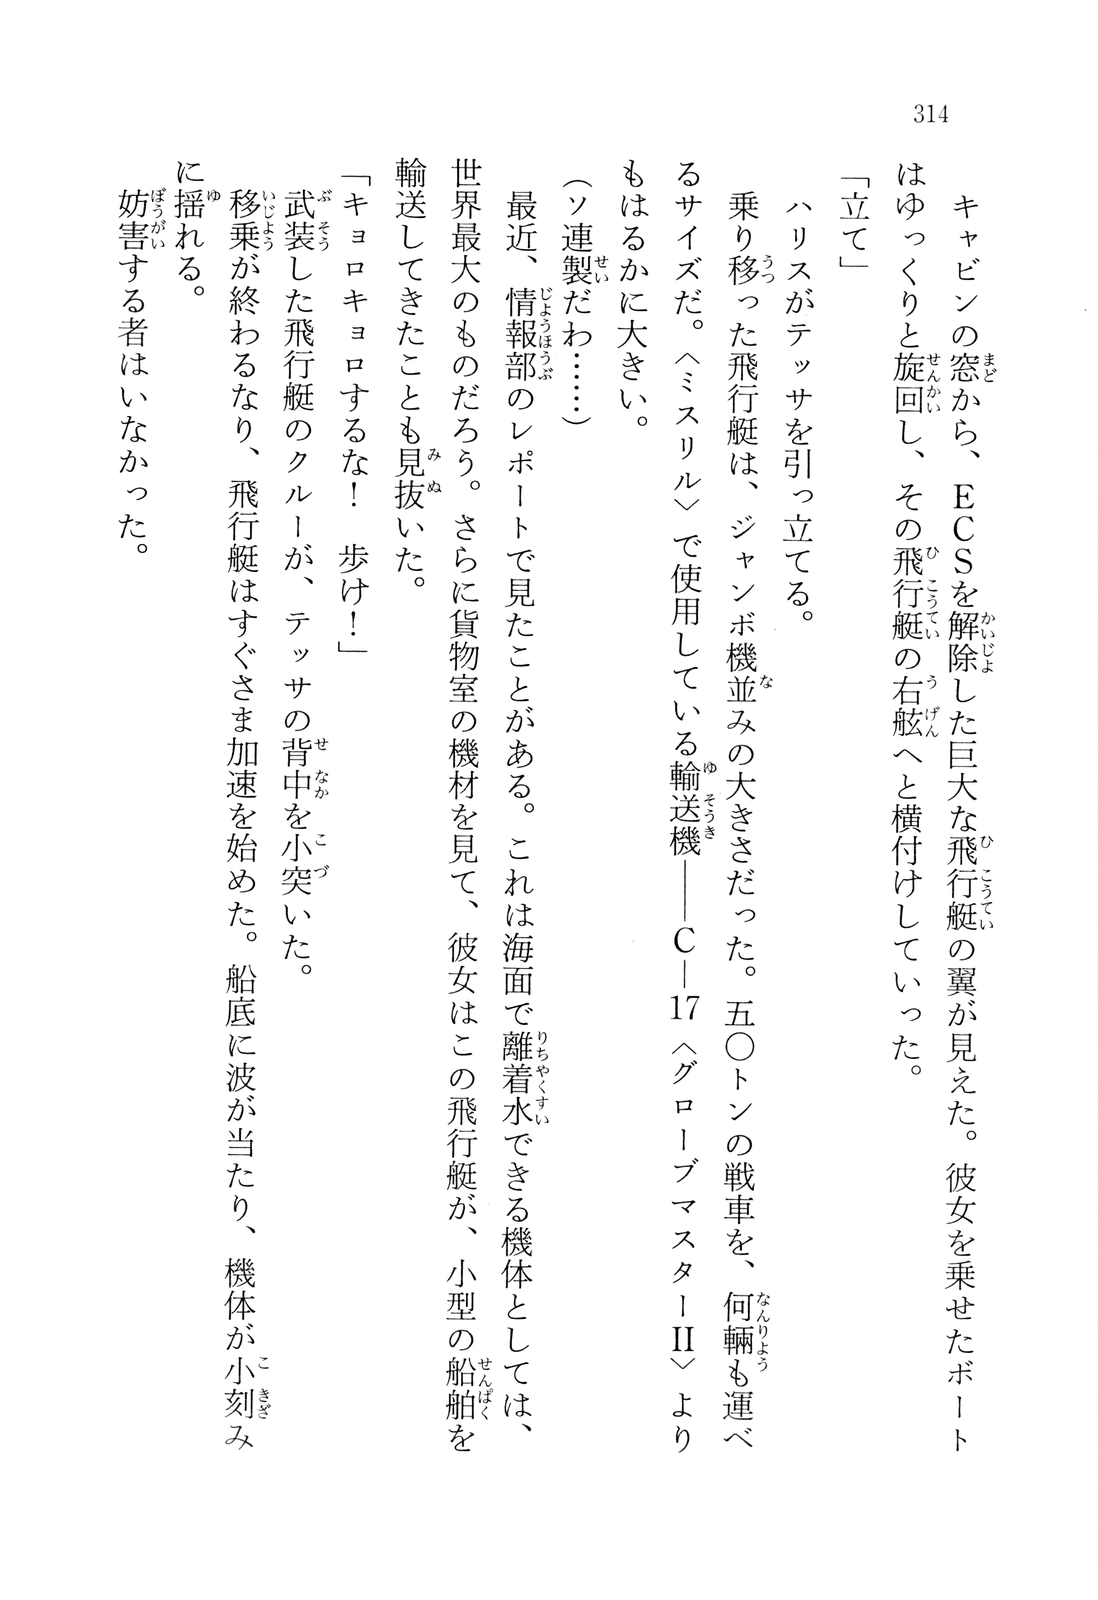 314
キャビンの窓から、ECSを解除した巨大な飛行艇の翼が見えた。彼女を乗せたボート
はゆっくりと旋回し、その飛行艇の右舷へと横付けしていった。
「立て」
ハリスがテッサを引っ立てる。
乗り移った飛行艇は、ジャンボ機並みの大きさだった。五〇トンの戦車を、何輛も運べ
るサイズだ。〈ミスリル〉で使用している輸送機――C―17〈グローブマスターII〉より
もはるかに大きい。
(ソ連製だわ……)
最近、情報部のレポートで見たことがある。これは海面で離着水できる機体としては、
世界最大のものだろう。さらに貨物室の機材を見て、彼女はこの飛行艇が、小型の船舶を
輸送してきたことも見抜いた。
「キョロキョロするな！　歩け！」
武装した飛行艇のクルーが、テッサの背中を小突いた。
移乗が終わるなり、飛行艇はすぐさま加速を始めた。船底に波が当たり、機体が小刻み
に揺れる。
妨害する者はいなかった。